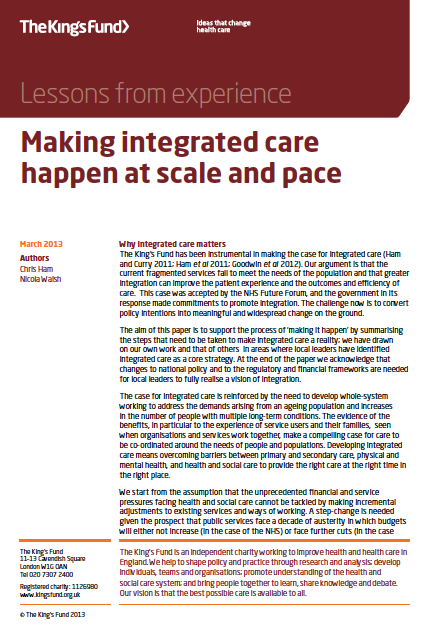 TheKing'sFund>
Ideas that change
health care
Lessons from experience
Making integrated care
happen at scale and pace
March 2013
Authors
Chris Ham
Nicola Walsh
Why integrated care matters
The King's Fund has been instrumental in making the case for integrated care (Ham
and Curry 2011; Ham et al 2011; Goodwin et al 2012). Our argument is that the
current fragmented services fail to meet the needs of the population and that greater
integration can improve the patient experience and the outcomes and efficiency of
care. This case was accepted by the NHS Future Forum, and the government in its
response made commitments to promote integration. The challenge now is to convert
policy intentions into meaningful and widespread change on the ground.
The aim of this paper is to support the process of 'making it happen' by summarising
the steps that need to be taken to make integrated care a reality; we have drawn
on our own work and that of others in areas where local leaders have identified
integrated care as a core strategy. At the end of the paper we acknowledge that
changes to national policy and to the regulatory and financial frameworks are needed
for local leaders to fully realise a vision of integration.
The case for integrated care is reinforced by the need to develop whole-system
working to address the demands arising from an ageing population and increases
in the number of people with multiple long-term conditions. The evidence of the
benefits, in particular to the experience of service users and their families, seen
when organisations and services work together, make a compelling case for care to
be co-ordinated around the needs of people and populations. Developing integrated
care means overcoming barriers between primary and secondary care, physical and
mental health, and health and social care to provide the right care at the right time in
the right place.
We start from the assumption that the unprecedented financial and service
pressures facing health and social care cannot be tackled by making incremental
adjustments to existing services and ways of working. A step-change is needed
given the prospect that public services face a decade of austerity in which budgets
will either not increase (in the case of the NHS) or face further cuts (in the case
The King's Fund
11-13 Cavendish Square
London W1G 0AN
Tel 020 7307 2400
Registered charity: 1126980
www.kingsfund.org.uk
The King's Fund is an independent charity working to improve health and health care in
England. We help to shape policy and practice through research and analysis; develop
individuals, teams and organisations; promote understanding of the health and
social care system; and bring people together to learn, share knowledge and debate.
Our vision is that the best possible care is available to all.
© The King's Fund 2013